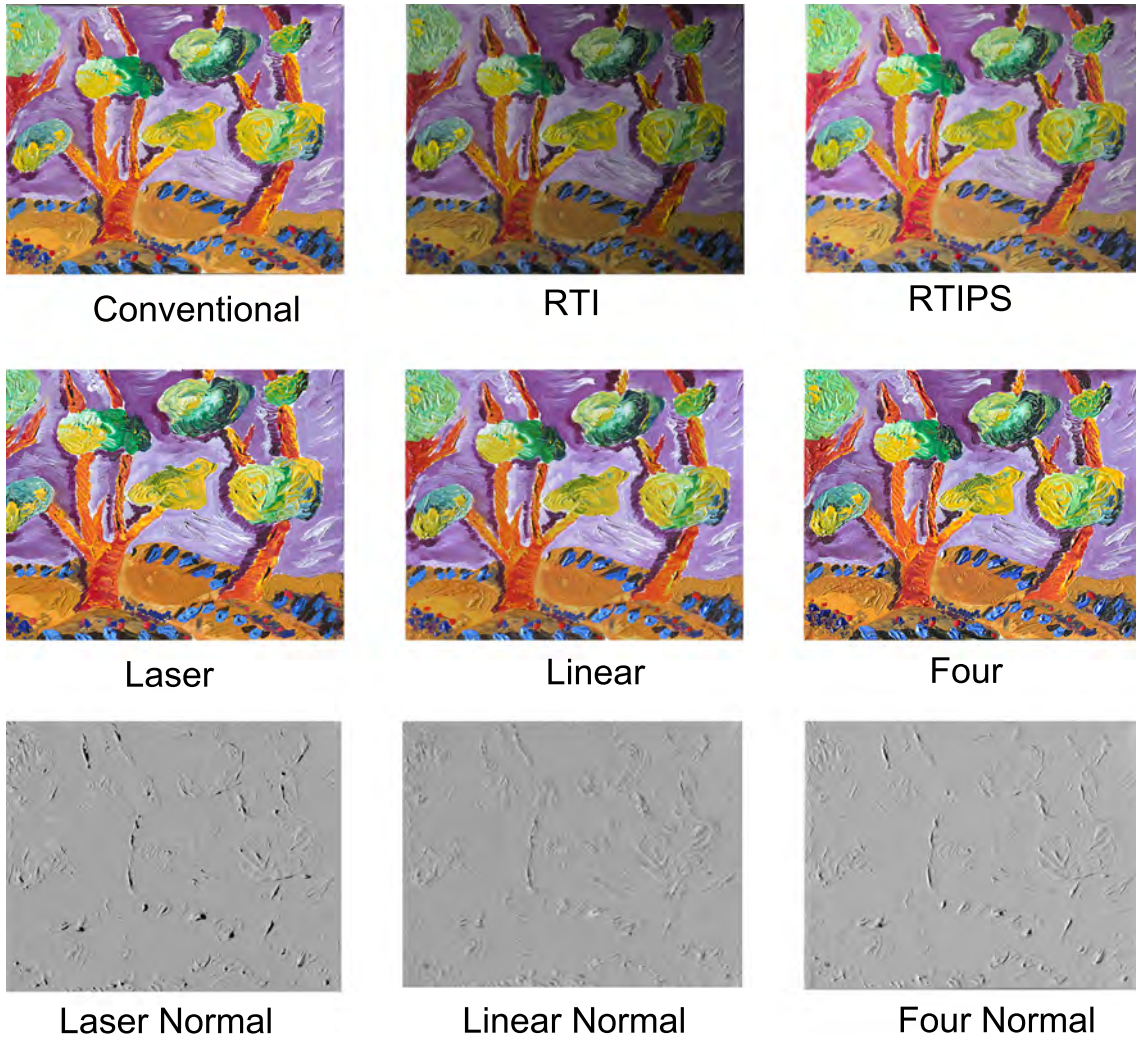 Conventional
RTI
RTIPS
Laser
Linear
Four
Laser Normal
Linear Normal
Four Normal